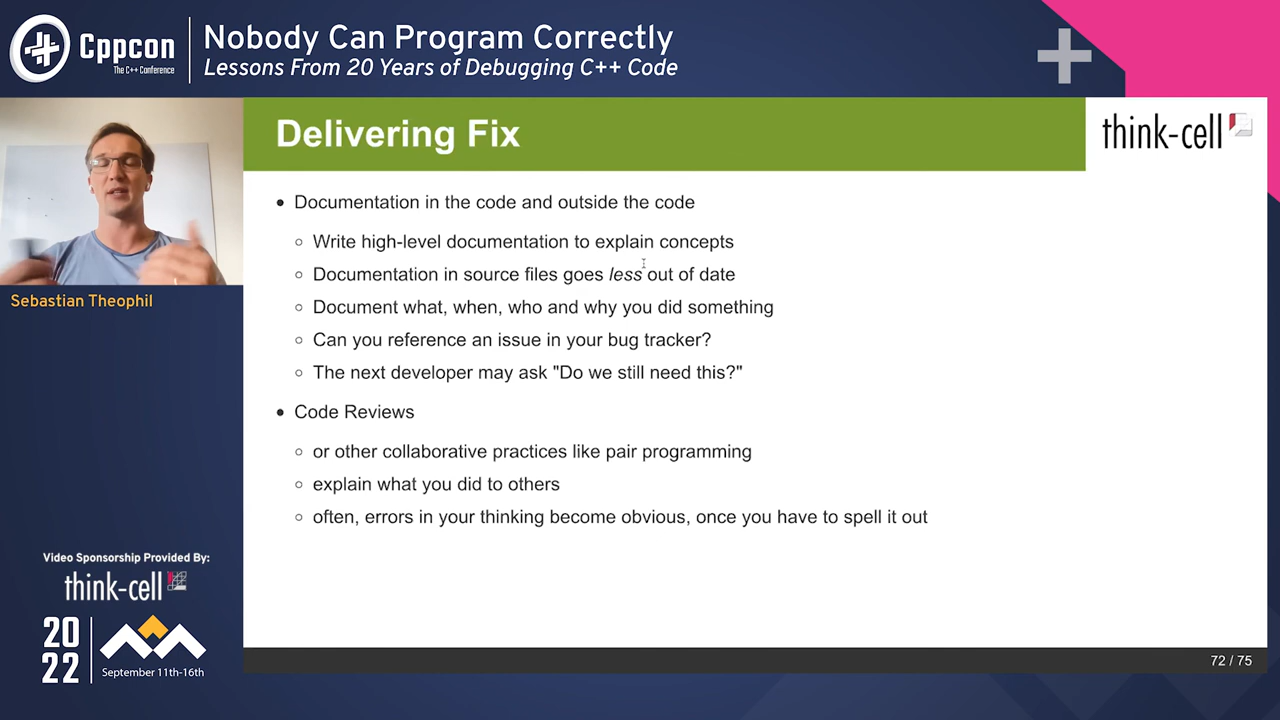 Cppcon
The C++ Conference
Nobody Can Program Correctly
Lessons From 20 Years of Debugging C++ Code
Delivering Fix
think-cell
Documentation in the code and outside the code
Write high-level documentation to explain concepts
Documentation in source files goes less out of date
Document what, when, who and why you did something
Can you reference an issue in your bug tracker?
The next developer may ask "Do we still need this?"
Code Reviews
or other collaborative practices like pair programming
explain what you did to others
often, errors in your thinking become obvious, once you have to spell it out
72 / 75
Sebastian Theophil
Video Sponsorship Provided By:
think-cell
20
22
September 11th-16th